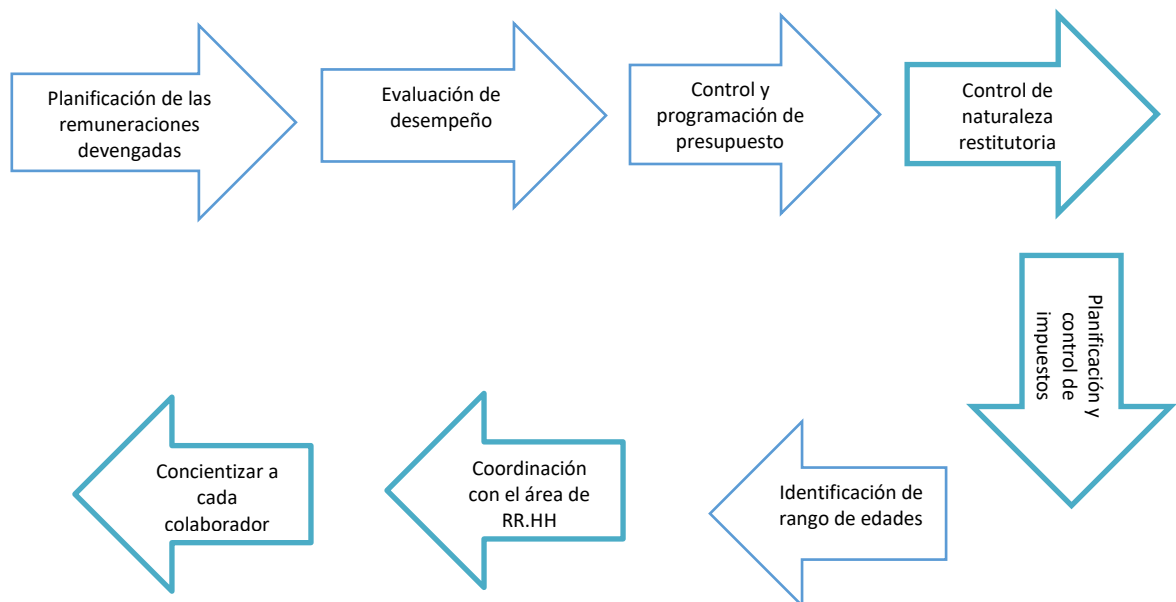 Planificación de las
remuneraciones
devengadas
Evaluación de
desempeño
Control y
programación de
presupuesto
Control de
naturaleza
restitutoria
Planificación y
control de
impuestos
Identificación de
rango de edades
Coordinación
con el área de
RR.HH
Concientizar a
cada
colaborador